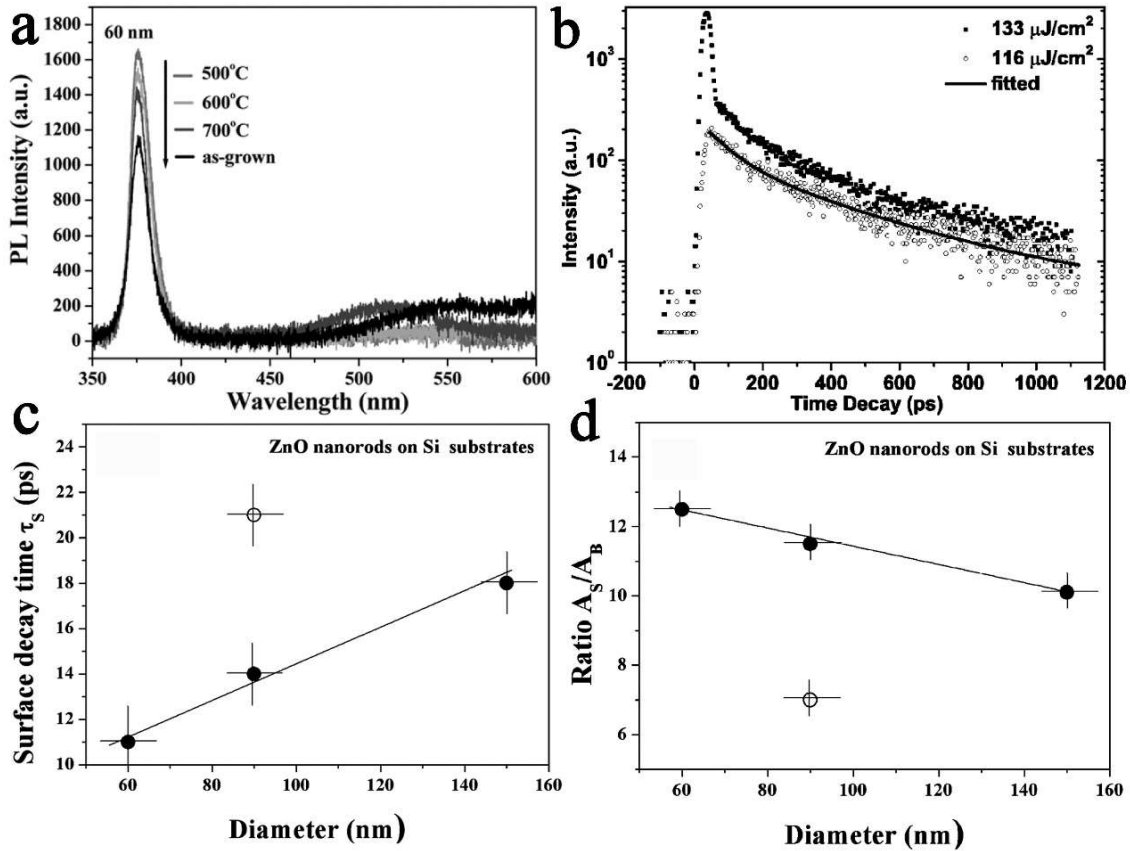 a
60 nm
500°C
600°C
700°C
as-grown
PL Intensity (a.u.)
1800
1600
1400
1200
1000
800
600
400
200
0
350 400 450 500 550 600
Wavelength (nm)
b
133 μJ/cm²
116 μJ/cm²
fitted
Intensity (a.u.)
10³
10²
10¹
10⁰
-200 0 200 400 600 800 1000 1200
Time Decay (ps)
c
ZnO nanorods on Si substrates
Surface decay time τS (ps)
24
22
20
18
16
14
12
10
60 80 100 120 140
Diameter (nm)
d
ZnO nanorods on Si substrates
Ratio AS/AB
14
12
10
8
6
60 80 100 120 140
Diameter (nm)